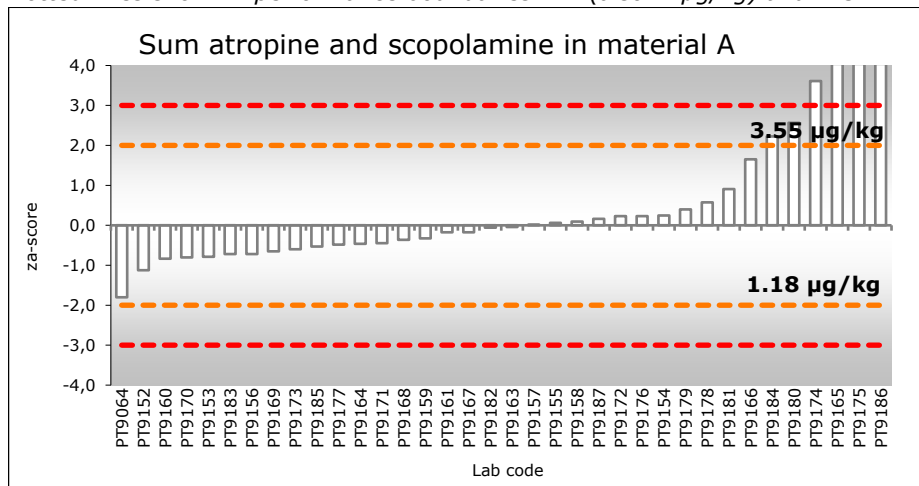 Sum atropine and scopolamine in material A
4,0
3,0
2,0
1,0
0,0
-1,0
-2,0
-3,0
-4,0
za-score
3.55 µg/kg
1.18 µg/kg
PT9064
PT9152
PT9160
PT9170
PT9153
PT9183
PT9156
PT9169
PT9173
PT9185
PT9177
PT9164
PT9171
PT9168
PT9159
PT9161
PT9167
PT9182
PT9163
PT9157
PT9155
PT9158
PT9187
PT9172
PT9176
PT9154
PT9179
PT9178
PT9181
PT9166
PT9184
PT9180
PT9174
PT9165
PT9175
PT9186
Lab code